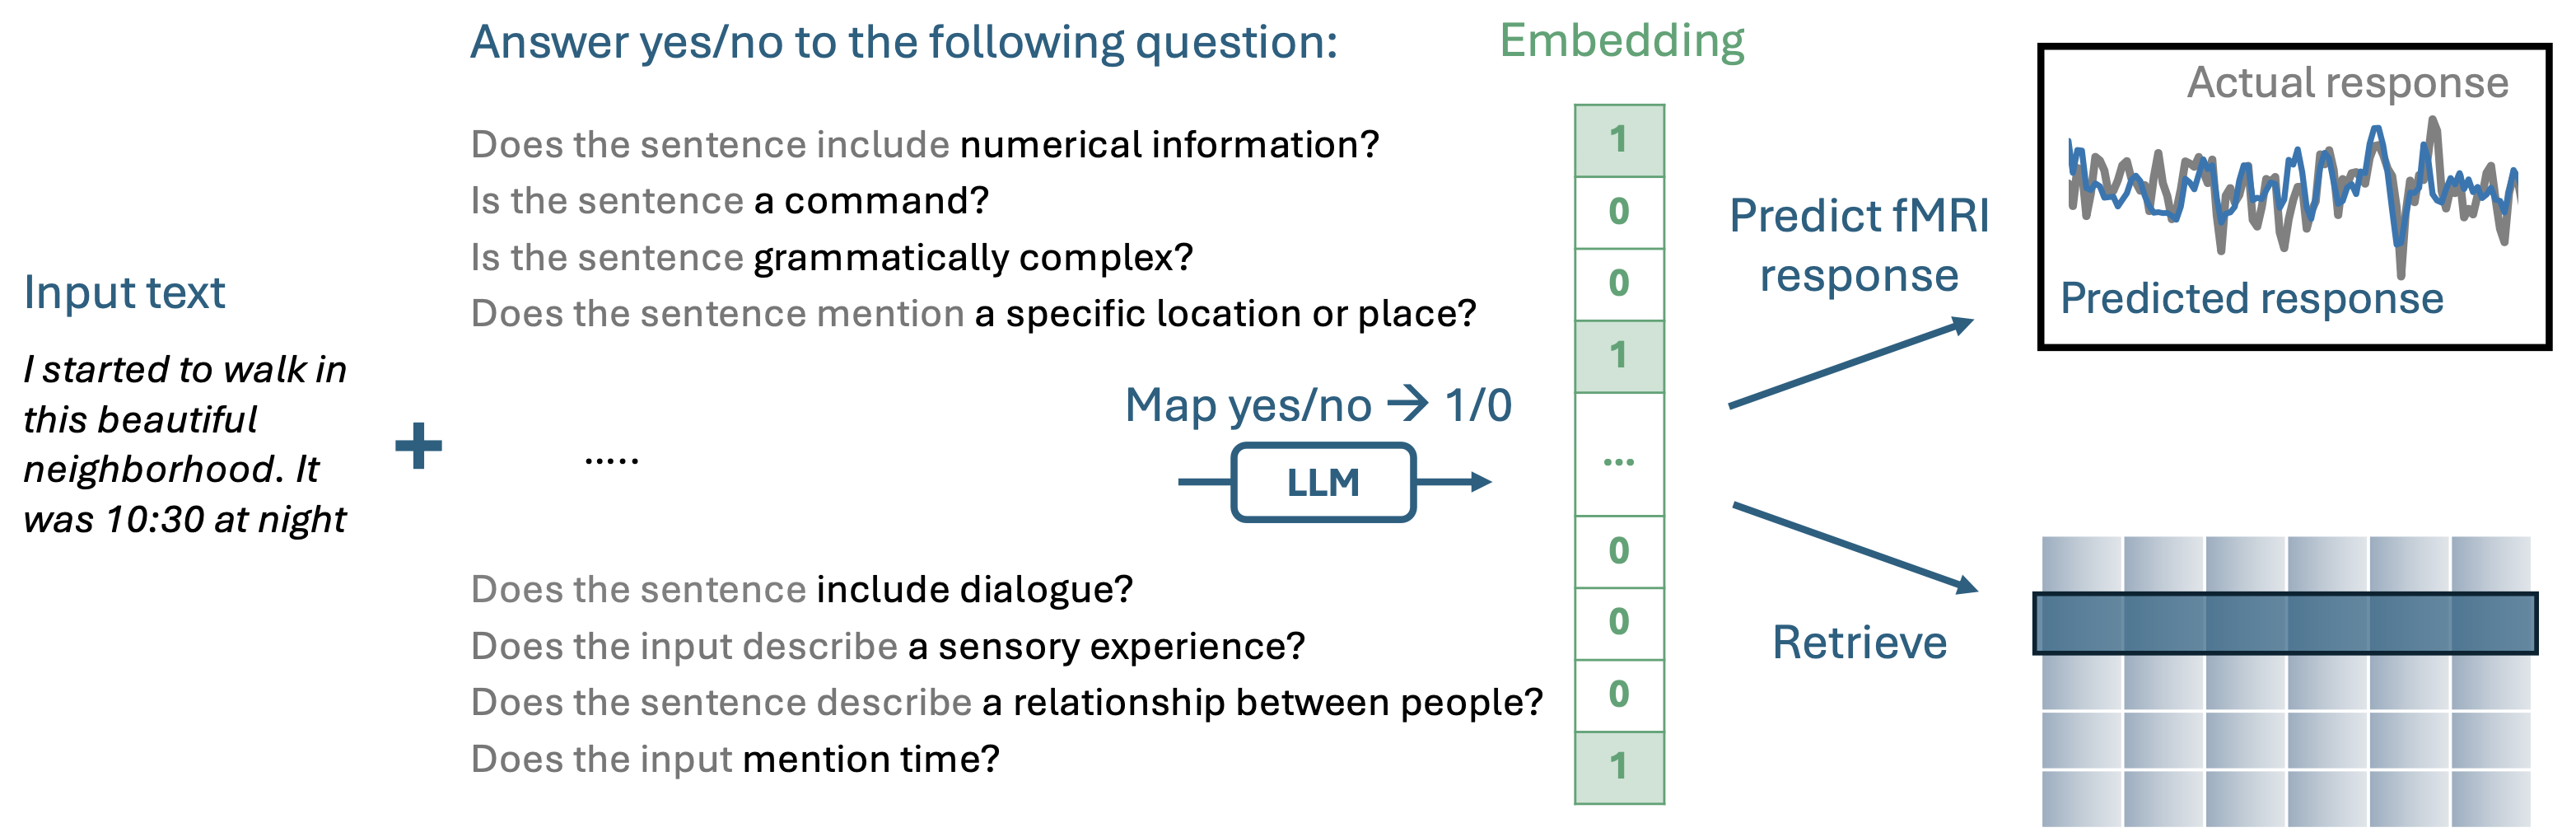 Input text
I started to walk in
this beautiful
neighborhood. It
was 10:30 at night
+
Answer yes/no to the following question:
Does the sentence include numerical information?
Is the sentence a command?
Is the sentence grammatically complex?
Does the sentence mention a specific location or place?
.....
Does the sentence include dialogue?
Does the input describe a sensory experience?
Does the sentence describe a relationship between people?
Does the input mention time?
Map yes/no → 1/0
LLM
Embedding
1
0
0
1
...
0
0
0
1
Predict fMRI
response
Retrieve
Actual response
Predicted response